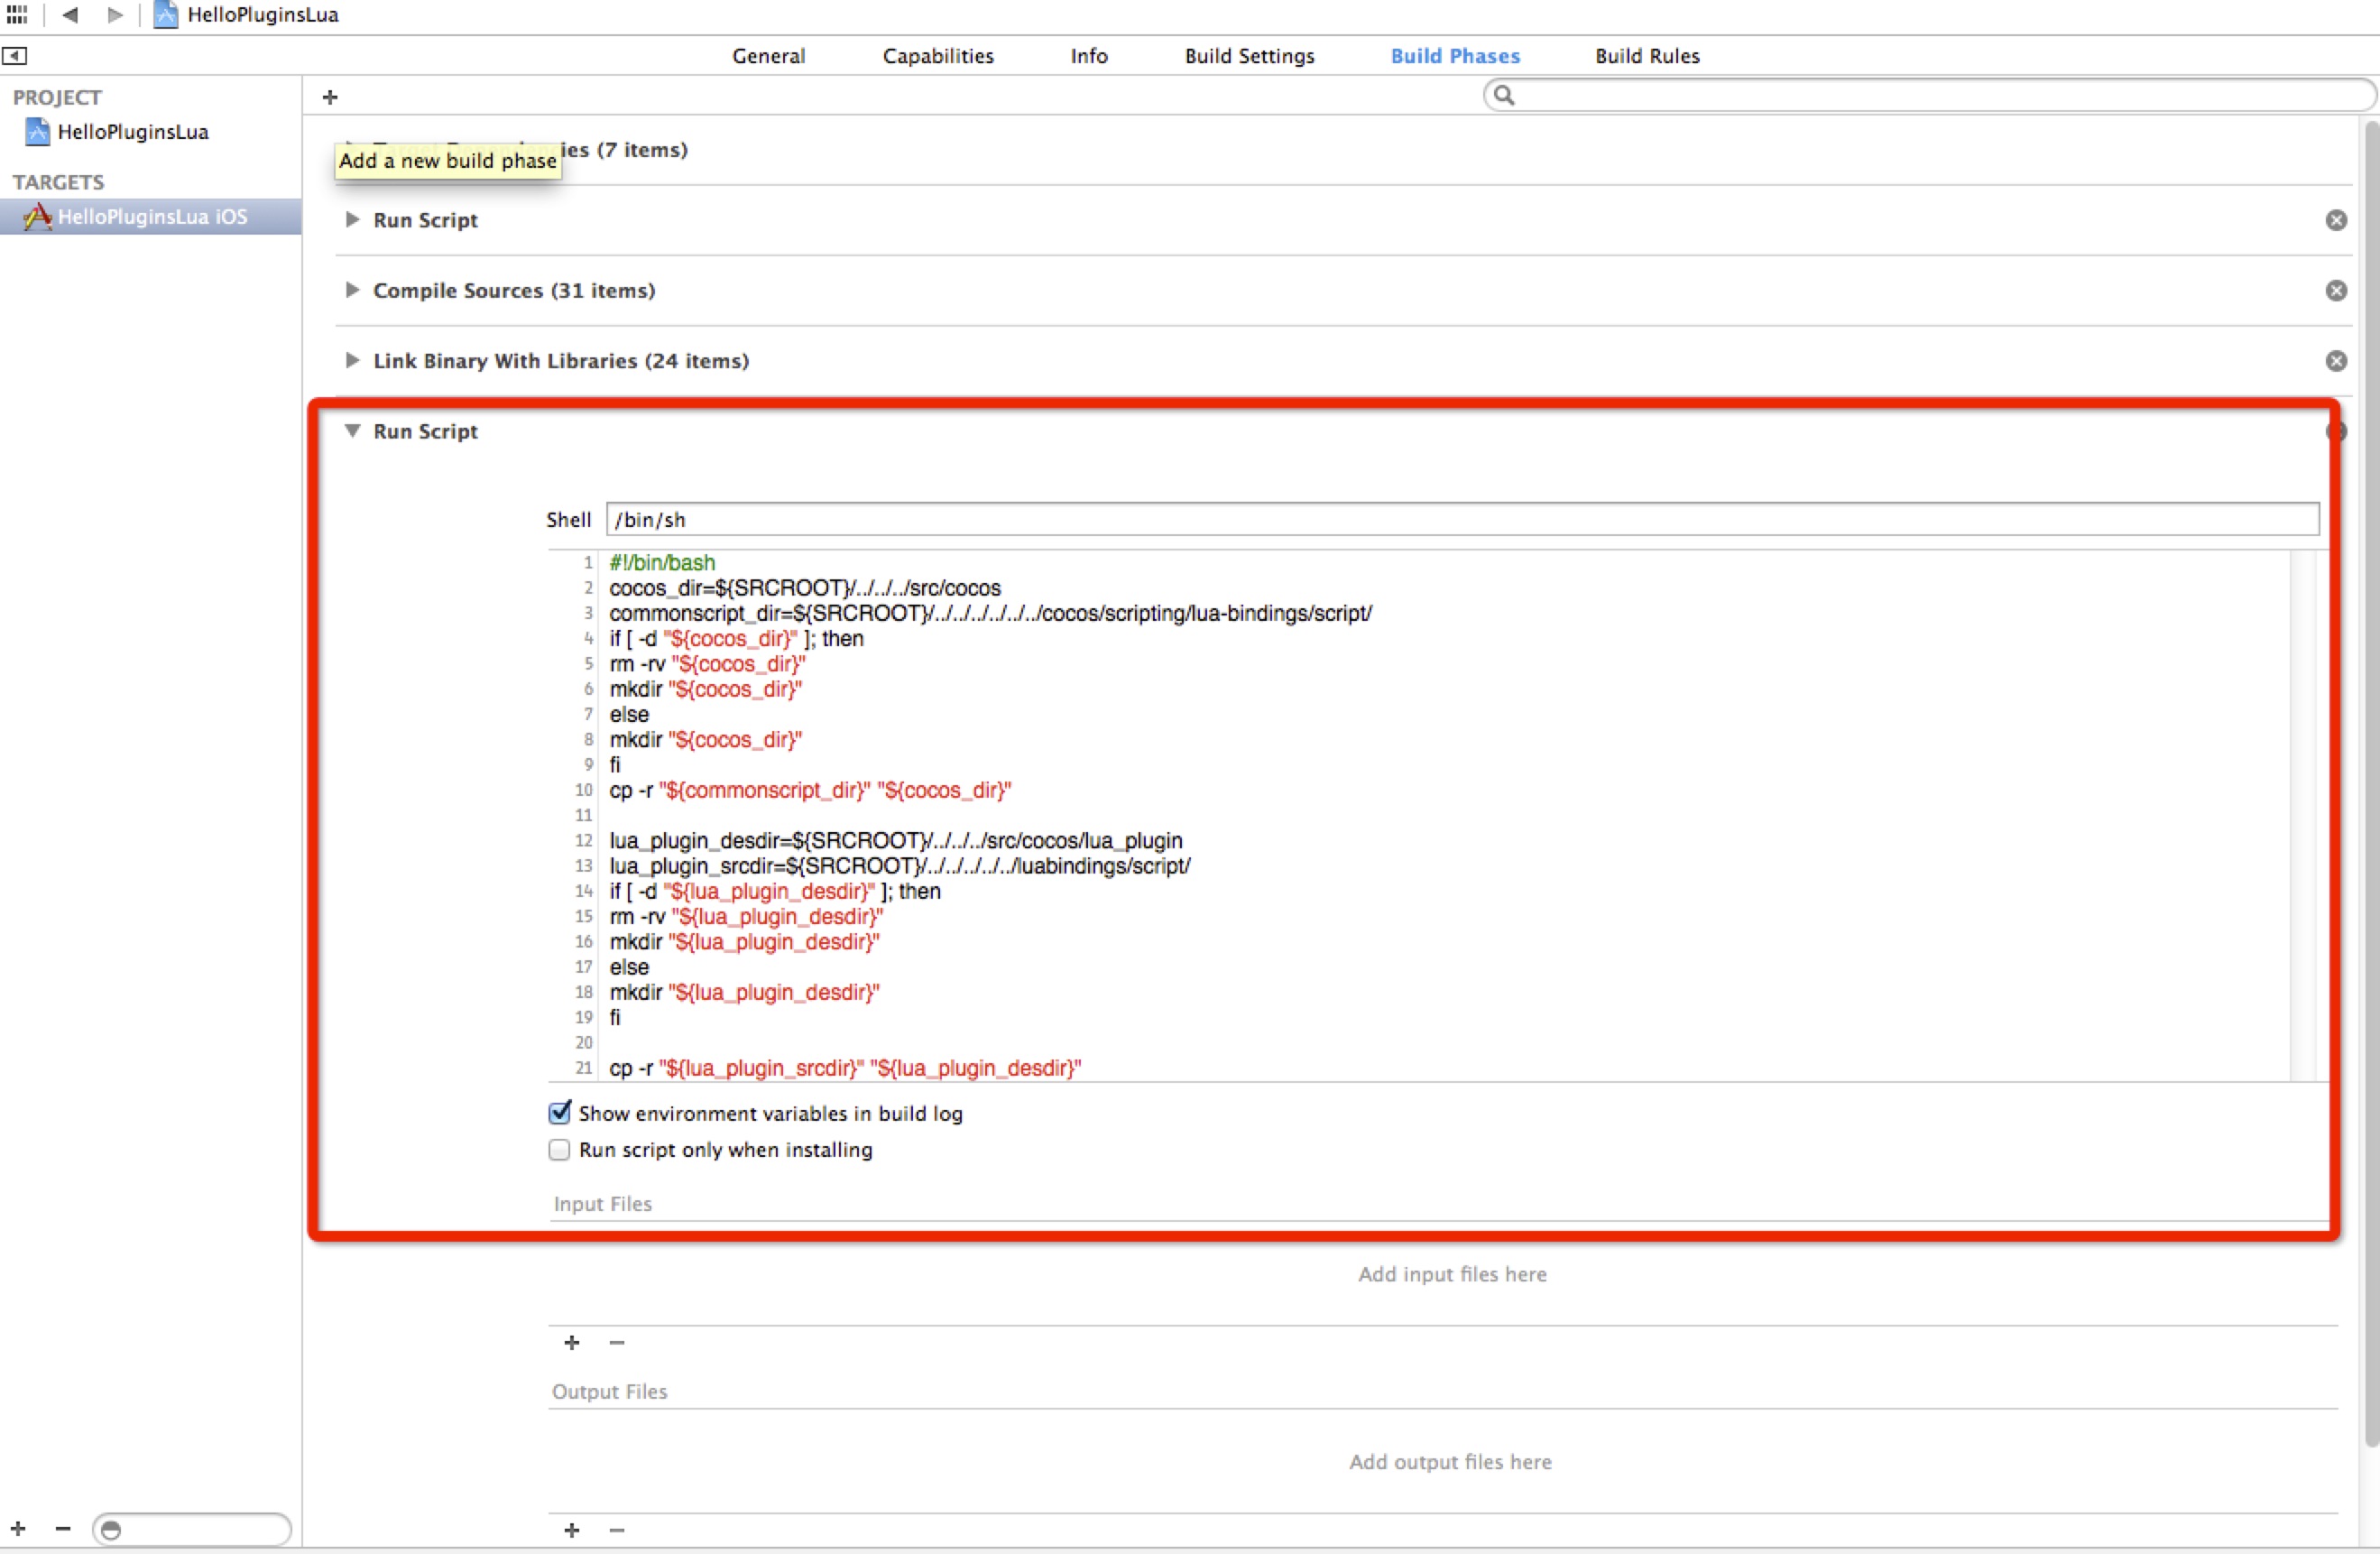 HelloPluginsLua
General Capabilities Info Build Settings Build Phases Build Rules
PROJECT
HelloPluginsLua
TARGETS
HelloPluginsLua iOS
Add a new build phase
(7 items)
Run Script
Compile Sources (31 items)
Link Binary With Libraries (24 items)
Run Script
Shell /bin/sh
1 #!/bin/bash
2 cocos_dir=${SRCROOT}/../../../src/cocos
3 commonscript_dir=${SRCROOT}/../../../../../../cocos/scripting/lua-bindings/script/
4 if [ -d "${cocos_dir}" ]; then
5 rm -rv "${cocos_dir}"
6 mkdir "${cocos_dir}"
7 else
8 mkdir "${cocos_dir}"
9 fi
10 cp -r "${commonscript_dir}" "${cocos_dir}"
11
12 lua_plugin_desdir=${SRCROOT}/../../../src/cocos/lua_plugin
13 lua_plugin_srcdir=${SRCROOT}/../../../../../luabindings/script/
14 if [ -d "${lua_plugin_desdir}" ]; then
15 rm -rv "${lua_plugin_desdir}"
16 mkdir "${lua_plugin_desdir}"
17 else
18 mkdir "${lua_plugin_desdir}"
19 fi
20
21 cp -r "${lua_plugin_srcdir}" "${lua_plugin_desdir}"
Show environment variables in build log
Run script only when installing
Input Files
Add input files here
Output Files
Add output files here